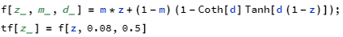 f[z_, m_, d_] = m * z + (1 - m) (1 - Coth[d] Tanh[d (1 - z)]);
tf[z_] = f[z, 0.08, 0.5]